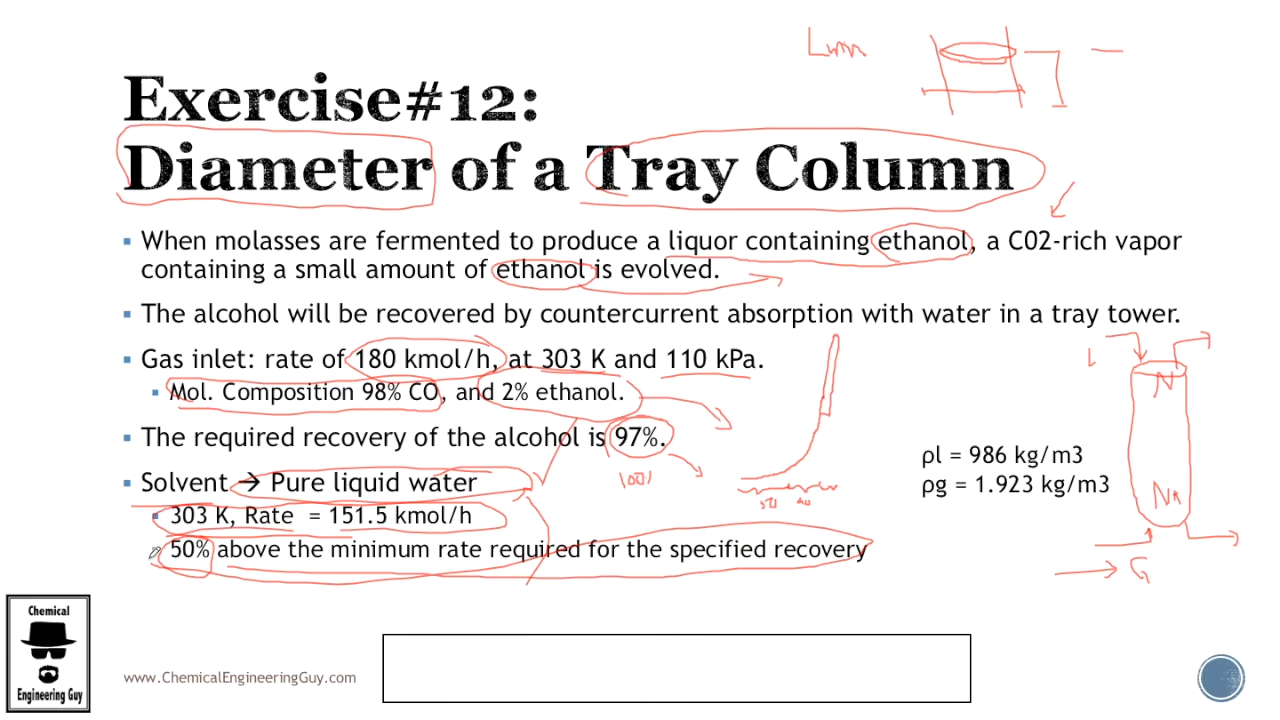 Lmin
Exercise#12:
Diameter of a Tray Column
▪ When molasses are fermented to produce a liquor containing ethanol, a C02-rich vapor
containing a small amount of ethanol is evolved.
▪ The alcohol will be recovered by countercurrent absorption with water in a tray tower.
▪ Gas inlet: rate of 180 kmol/h, at 303 K and 110 kPa.
▪ Mol. Composition 98% CO, and 2% ethanol.
▪ The required recovery of the alcohol is 97%.
100%
▪ Solvent → Pure liquid water
▪ 303 K, Rate = 151.5 kmol/h
▪ 50% above the minimum rate required for the specified recovery
ρl = 986 kg/m3
ρg = 1.923 kg/m3
L
N
G
Chemical
Engineering Guy
www.ChemicalEngineeringGuy.com